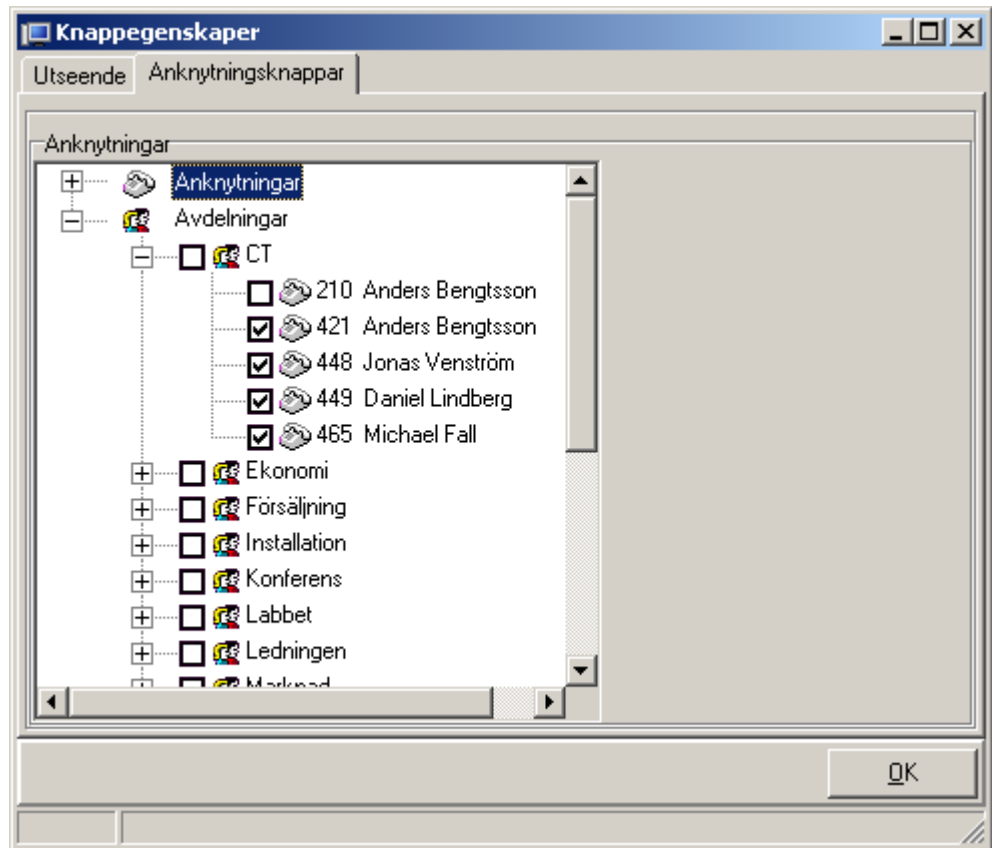 Knappegenskaper
Utseende Anknytningsknappar
Anknytningar
Anknytningar
Avdelningar
CT
210 Anders Bengtsson
421 Anders Bengtsson
448 Jonas Venström
449 Daniel Lindberg
465 Michael Fall
Ekonomi
Försäljning
Installation
Konferens
Labbet
Ledningen
Marknad
OK